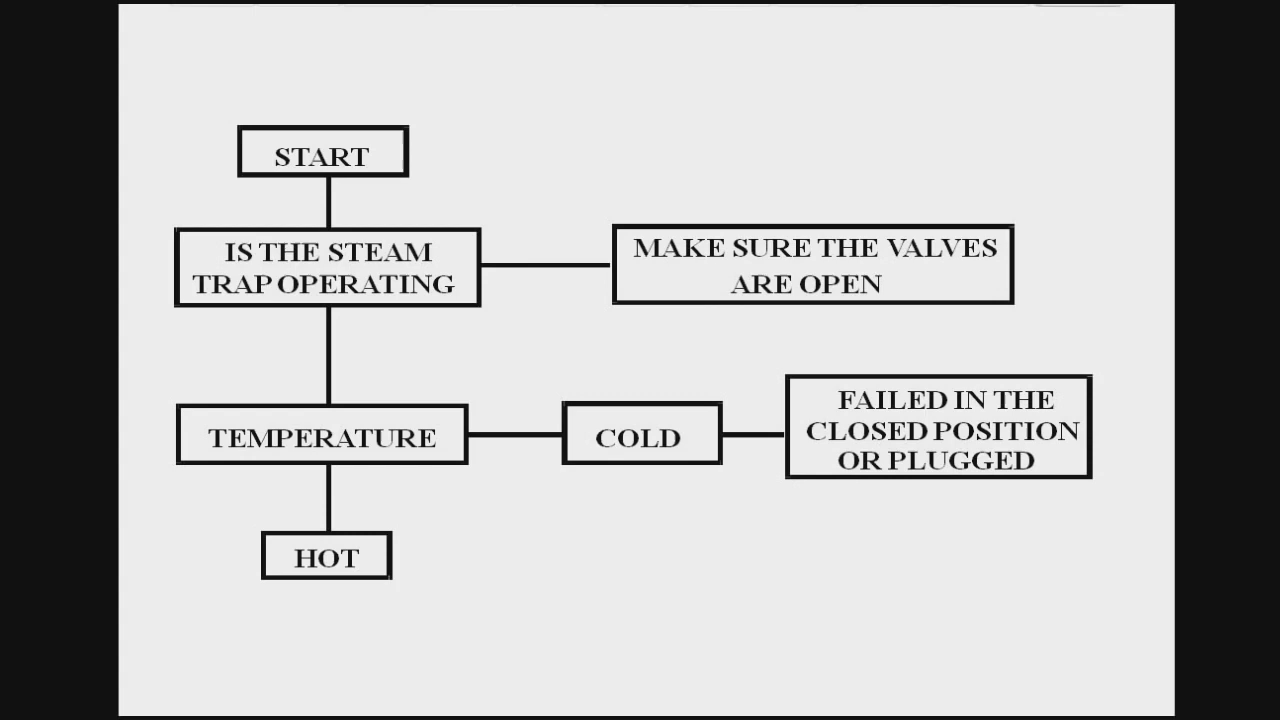 START
IS THE STEAM
TRAP OPERATING
MAKE SURE THE VALVES
ARE OPEN
TEMPERATURE
COLD
FAILED IN THE
CLOSED POSITION
OR PLUGGED
HOT